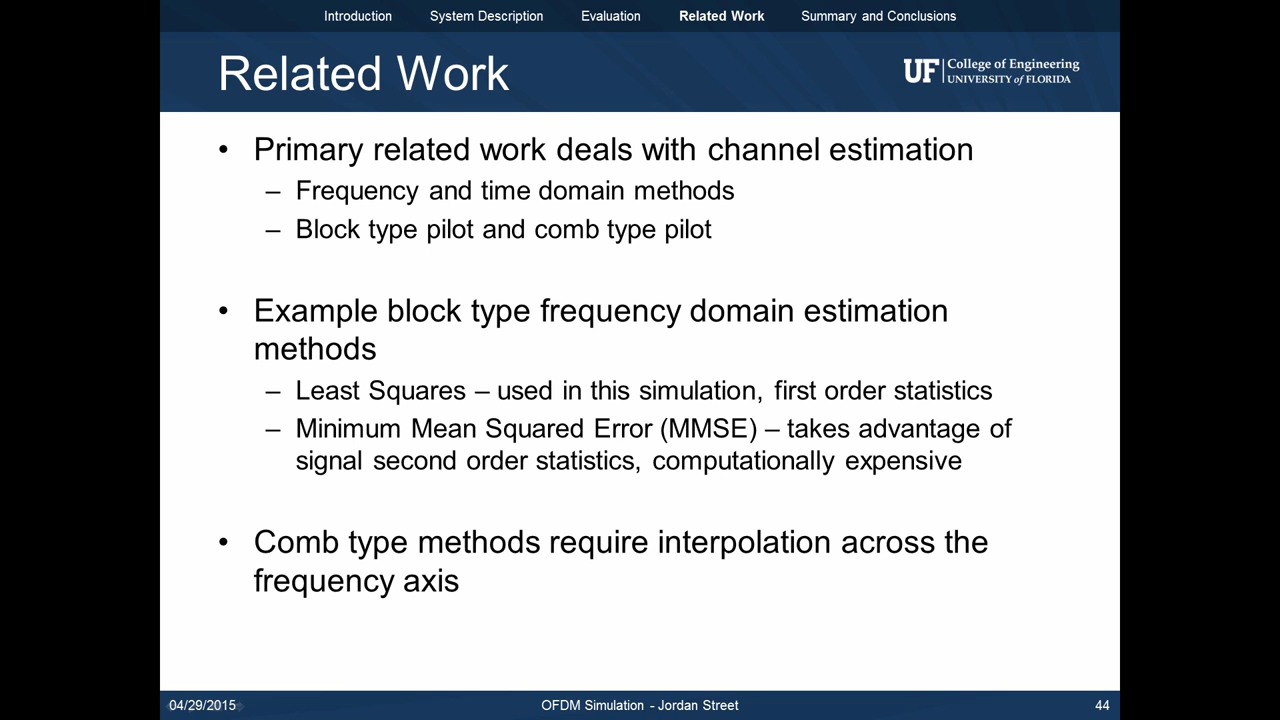 Introduction System Description Evaluation Related Work Summary and Conclusions
Related Work
UF College of Engineering
UNIVERSITY of FLORIDA
• Primary related work deals with channel estimation
– Frequency and time domain methods
– Block type pilot and comb type pilot
• Example block type frequency domain estimation
methods
– Least Squares – used in this simulation, first order statistics
– Minimum Mean Squared Error (MMSE) – takes advantage of
signal second order statistics, computationally expensive
• Comb type methods require interpolation across the
frequency axis
04/29/2015 OFDM Simulation - Jordan Street 44